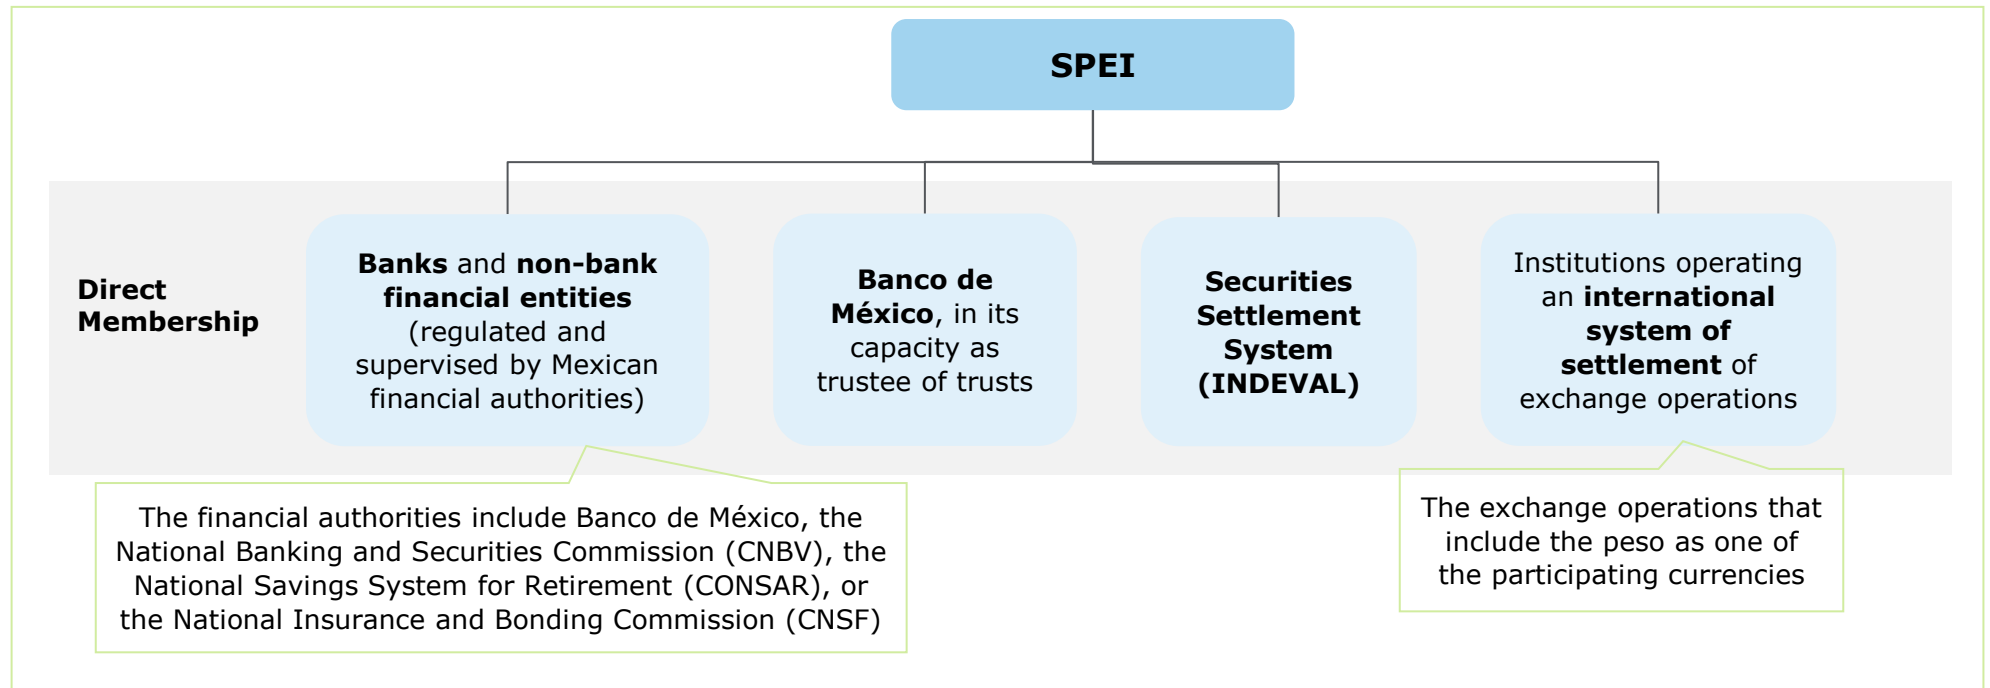 SPEI
Direct
Membership
Banks and non-bank
financial entities
(regulated and
supervised by Mexican
financial authorities)
Banco de
México, in its
capacity as
trustee of trusts
Securities
Settlement
System
(INDEVAL)
Institutions operating
an international
system of
settlement of
exchange operations
The financial authorities include Banco de México, the
National Banking and Securities Commission (CNBV), the
National Savings System for Retirement (CONSAR), or
the National Insurance and Bonding Commission (CNSF)
The exchange operations that
include the peso as one of
the participating currencies